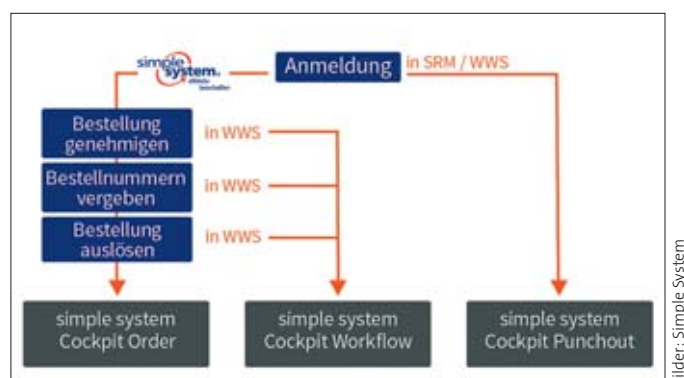 simple
system.
Anmeldung
in SRM / WWS
Bestellung
genehmigen
in WWS
Bestellnummern
vergeben
in WWS
Bestellung
auslösen
in WWS
simple system
Cockpit Order
simple system
Cockpit Workflow
simple system
Cockpit Punchout
ilder: Simple System